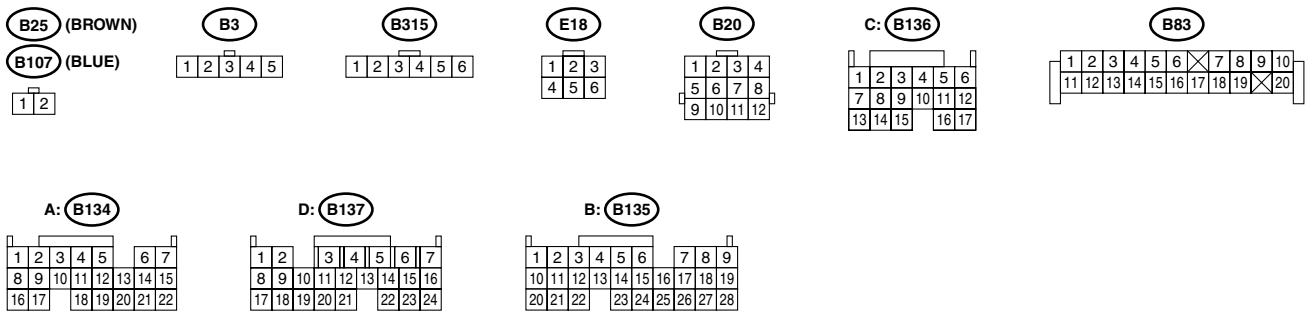 B25 (BROWN)
B107 (BLUE)
1 2
B3
1 2 3 4 5
B315
1 2 3 4 5 6
E18
1 2 3
4 5 6
B20
1 2 3 4
5 6 7 8
9 10 11 12
C: B136
1 2 3 4 5 6
7 8 9 10 11 12
13 14 15 16 17
B83
1 2 3 4 5 6 7 8 9 10
11 12 13 14 15 16 17 18 19 20
A: B134
1 2 3 4 5 6 7
8 9 10 11 12 13 14 15
16 17 18 19 20 21 22
D: B137
1 2 3 4 5 6 7
8 9 10 11 12 13 14 15 16
17 18 19 20 21 22 23 24
B: B135
1 2 3 4 5 6 7 8 9
10 11 12 13 14 15 16 17 18 19
20 21 22 23 24 25 26 27 28